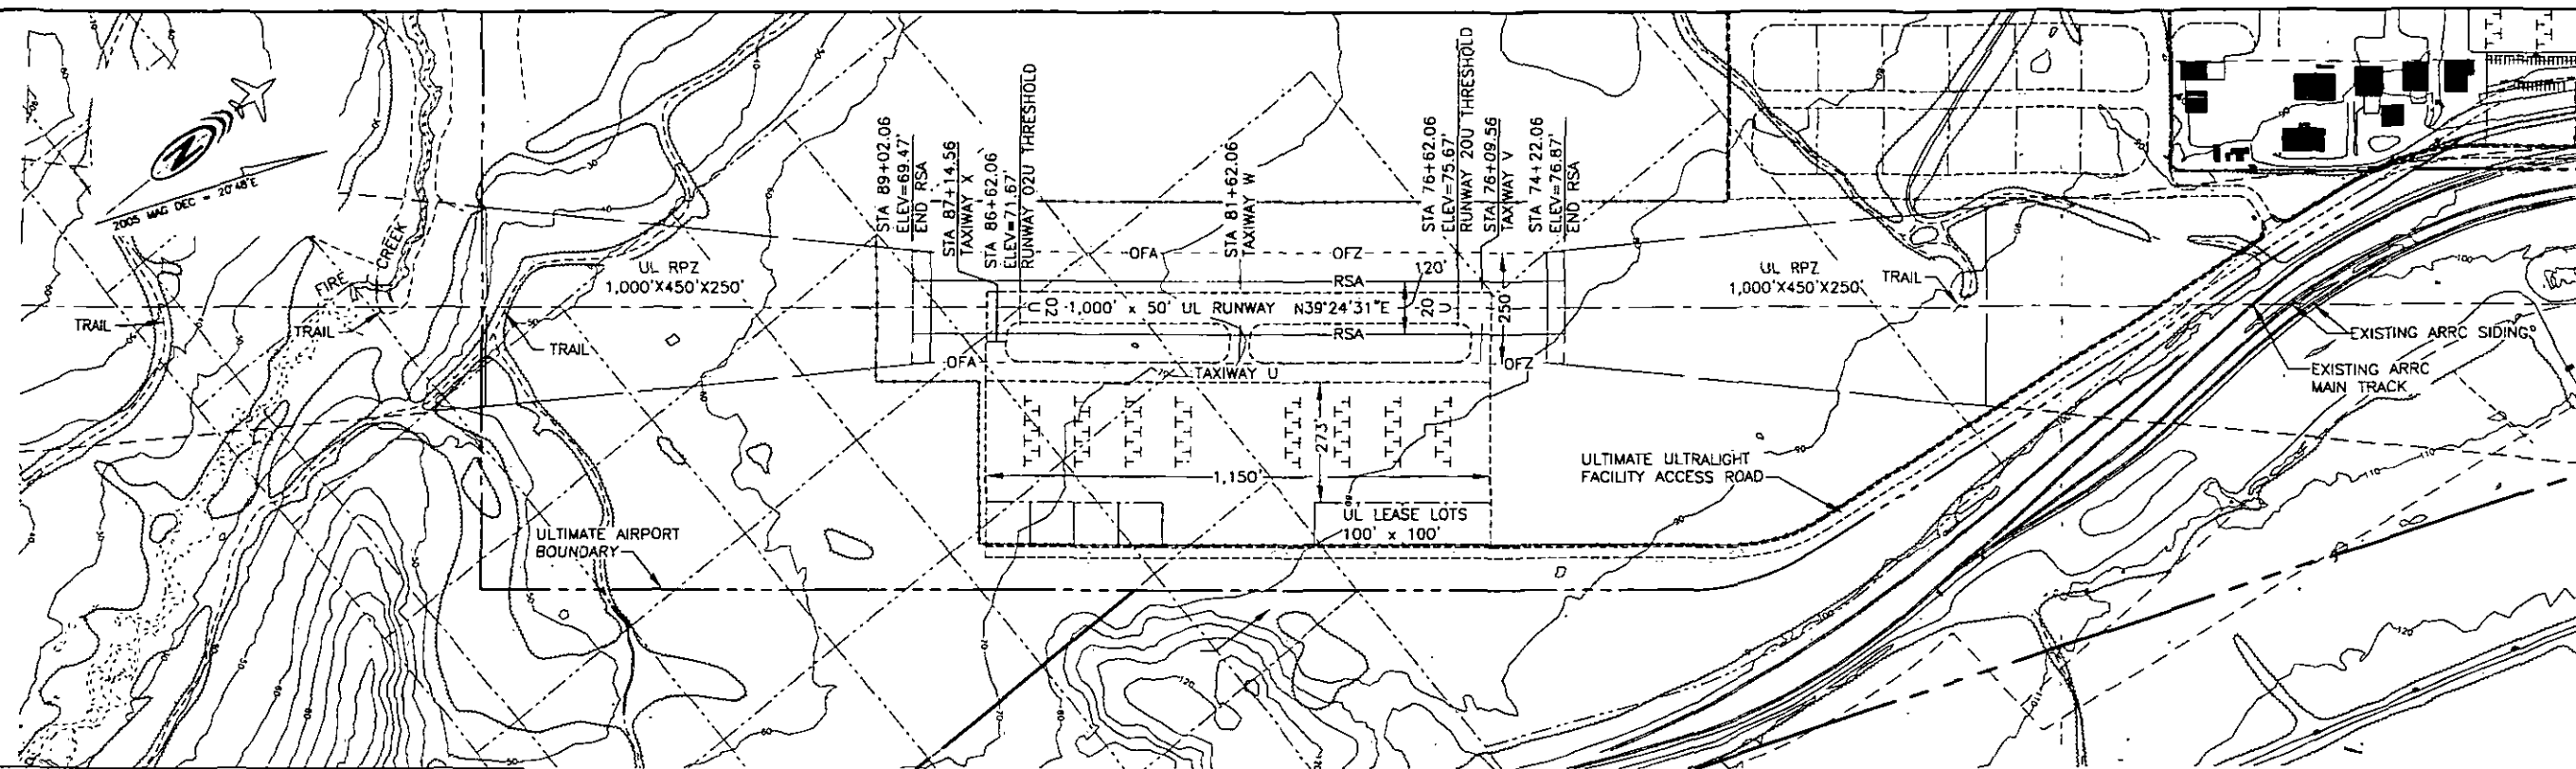 N
2005 MAG DEC = 20°48'E
FIRE CREEK
TRAIL
TRAIL
TRAIL
UL RPZ
1,000'X450'X250'
STA 89+02.06
ELEV=69.47'
END RSA
STA 87+14.56
TAXIWAY X
STA 86+62.06
ELEV=71.67'
RUNWAY 02U THRESHOLD
STA 81+62.06
TAXIWAY W
STA 76+62.06
ELEV=75.67'
RUNWAY 20U THRESHOLD
STA 76+09.56
TAXIWAY V
STA 74+22.06
ELEV=76.87'
END RSA
OFA
OFZ
RSA
120'
02 U
1,000' x 50' UL RUNWAY N39°24'31"E
20 U
250'
RSA
OFA
OFZ
TAXIWAY U
273'
1,150'
UL LEASE LOTS
100' x 100'
UL RPZ
1,000'X450'X250'
TRAIL
ULTIMATE ULTRALIGHT
FACILITY ACCESS ROAD
ULTIMATE AIRPORT
BOUNDARY
EXISTING ARRC SIDING
EXISTING ARRC
MAIN TRACK
D
100
110
110
120
120
110